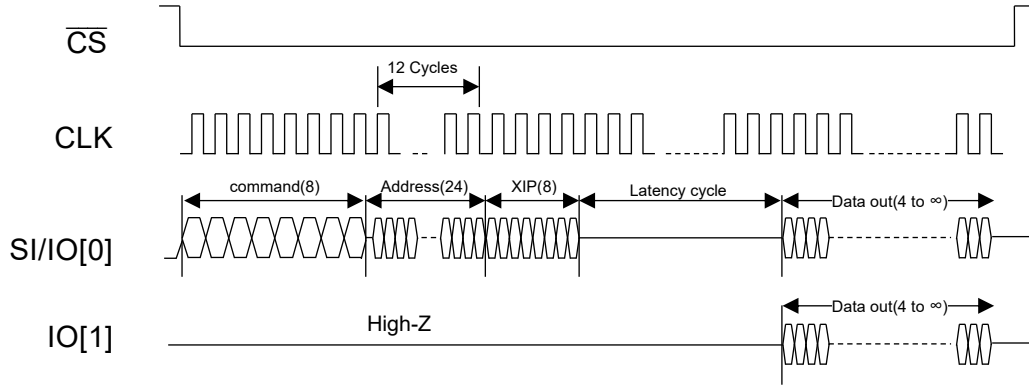 CS
12 Cycles
CLK
command(8)
Address(24)
XIP(8)
Latency cycle
Data out(4 to ∞)
SI/IO[0]
Data out(4 to ∞)
High-Z
IO[1]